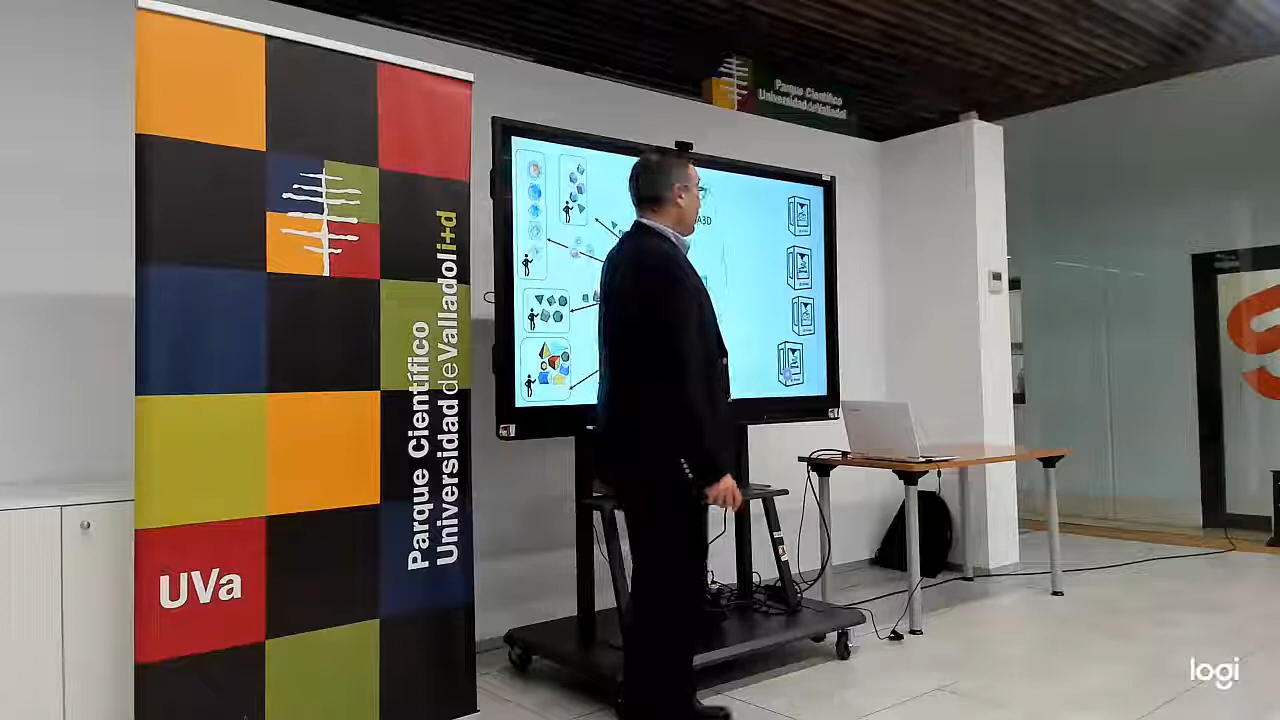 Parque Científico
Universidad de Valladolid
Parque Científico
Universidad de Valladolid i+d
UVa
A3D
logi